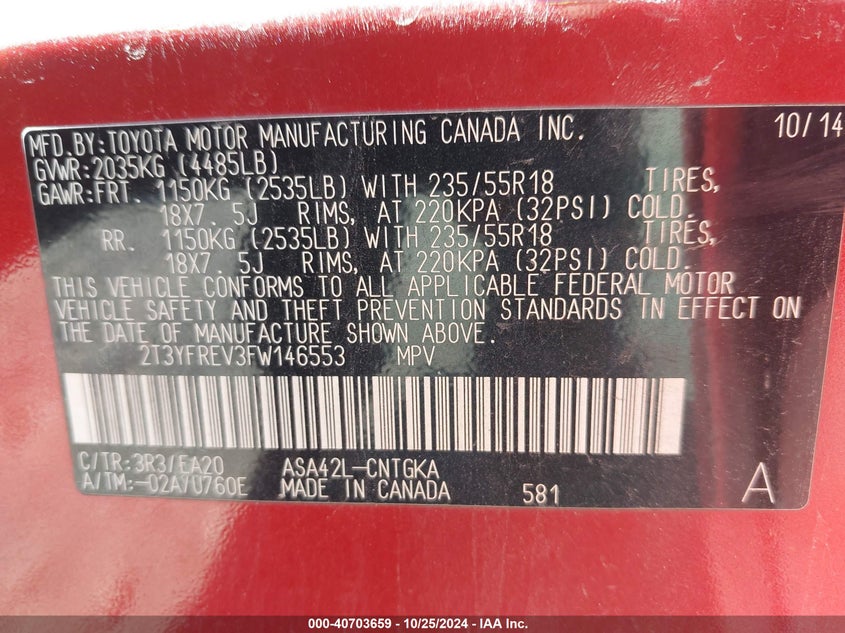 MFD. BY: TOYOTA MOTOR MANUFACTURING CANADA INC. 10/14
GVWR: 2035KG (4485LB)
GAWR: FRT. 1150KG (2535LB) WITH 235/55R18 TIRES,
18X7. 5J RIMS, AT 220KPA (32PSI) COLD.
RR. 1150KG (2535LB) WITH 235/55R18 TIRES,
18X7. 5J RIMS, AT 220KPA (32PSI) COLD.
THIS VEHICLE CONFORMS TO ALL APPLICABLE FEDERAL MOTOR
VEHICLE SAFETY AND THEFT PREVENTION STANDARDS IN EFFECT ON
THE DATE OF MANUFACTURE SHOWN ABOVE.
2T3YFREV3FW146553 MPV
C/TR: 3R3/EA20 ASA42L-CNTGKA
A/TM: -02A/U760E MADE IN CANADA 581 A
000-40703659 - 10/25/2024 - IAA Inc.